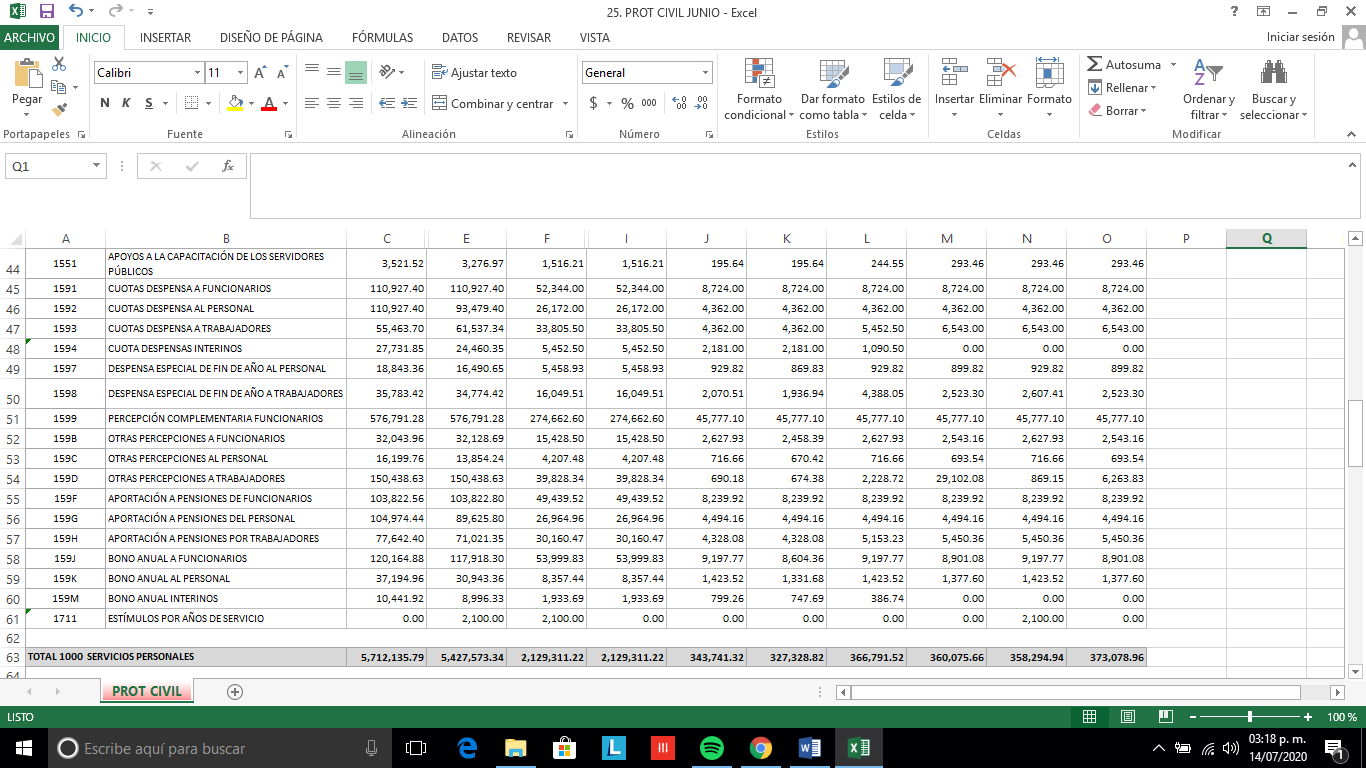 25. PROT CIVIL JUNIO - Excel
ARCHIVO INICIO INSERTAR DISEÑO DE PÁGINA FÓRMULAS DATOS REVISAR VISTA Iniciar sesión
Pegar
Calibri 11
N K S
Ajustar texto
Combinar y centrar
General
$ % 000
Formato condicional
Dar formato como tabla
Estilos de celda
Insertar Eliminar Formato
Autosuma
Rellenar
Borrar
Ordenar y filtrar
Buscar y seleccionar
Portapapeles Fuente Alineación Número Estilos Celdas Modificar
Q1 fx
A B C E F I J K L M N O P Q
44 1551 APOYOS A LA CAPACITACIÓN DE LOS SERVIDORES PÚBLICOS 3,521.52 3,276.97 1,516.21 1,516.21 195.64 195.64 244.55 293.46 293.46 293.46
45 1591 CUOTAS DESPENSA A FUNCIONARIOS 110,927.40 110,927.40 52,344.00 52,344.00 8,724.00 8,724.00 8,724.00 8,724.00 8,724.00 8,724.00
46 1592 CUOTAS DESPENSA AL PERSONAL 110,927.40 93,479.40 26,172.00 26,172.00 4,362.00 4,362.00 4,362.00 4,362.00 4,362.00 4,362.00
47 1593 CUOTAS DESPENSA A TRABAJADORES 55,463.70 61,537.34 33,805.50 33,805.50 4,362.00 4,362.00 5,452.50 6,543.00 6,543.00 6,543.00
48 1594 CUOTA DESPENSAS INTERINOS 27,731.85 24,460.35 5,452.50 5,452.50 2,181.00 2,181.00 1,090.50 0.00 0.00 0.00
49 1597 DESPENSA ESPECIAL DE FIN DE AÑO AL PERSONAL 18,843.36 16,490.65 5,458.93 5,458.93 929.82 869.83 929.82 899.82 929.82 899.82
50 1598 DESPENSA ESPECIAL DE FIN DE AÑO A TRABAJADORES 35,783.42 34,774.42 16,049.51 16,049.51 2,070.51 1,936.94 4,388.05 2,523.30 2,607.41 2,523.30
51 1599 PERCEPCIÓN COMPLEMENTARIA FUNCIONARIOS 576,791.28 576,791.28 274,662.60 274,662.60 45,777.10 45,777.10 45,777.10 45,777.10 45,777.10 45,777.10
52 159B OTRAS PERCEPCIONES A FUNCIONARIOS 32,043.96 32,128.69 15,428.50 15,428.50 2,627.93 2,458.39 2,627.93 2,543.16 2,627.93 2,543.16
53 159C OTRAS PERCEPCIONES AL PERSONAL 16,199.76 13,854.24 4,207.48 4,207.48 716.66 670.42 716.66 693.54 716.66 693.54
54 159D OTRAS PERCEPCIONES A TRABAJADORES 150,438.63 150,438.63 39,828.34 39,828.34 690.18 674.38 2,228.72 29,102.08 869.15 6,263.83
55 159F APORTACIÓN A PENSIONES DE FUNCIONARIOS 103,822.56 103,822.80 49,439.52 49,439.52 8,239.92 8,239.92 8,239.92 8,239.92 8,239.92 8,239.92
56 159G APORTACIÓN A PENSIONES DEL PERSONAL 104,974.44 89,625.80 26,964.96 26,964.96 4,494.16 4,494.16 4,494.16 4,494.16 4,494.16 4,494.16
57 159H APORTACIÓN A PENSIONES POR TRABAJADORES 77,642.40 71,021.35 30,160.47 30,160.47 4,328.08 4,328.08 5,153.23 5,450.36 5,450.36 5,450.36
58 159J BONO ANUAL A FUNCIONARIOS 120,164.88 117,918.30 53,999.83 53,999.83 9,197.77 8,604.36 9,197.77 8,901.08 9,197.77 8,901.08
59 159K BONO ANUAL AL PERSONAL 37,194.96 30,943.36 8,357.44 8,357.44 1,423.52 1,331.68 1,423.52 1,377.60 1,423.52 1,377.60
60 159M BONO ANUAL INTERINOS 10,441.92 8,996.33 1,933.69 1,933.69 799.26 747.69 386.74 0.00 0.00 0.00
61 1711 ESTÍMULOS POR AÑOS DE SERVICIO 0.00 2,100.00 2,100.00 0.00 0.00 0.00 0.00 0.00 2,100.00 0.00
62
63 TOTAL 1000 SERVICIOS PERSONALES 5,712,135.79 5,427,573.34 2,129,311.22 2,129,311.22 343,741.32 327,328.82 366,791.52 360,075.66 358,294.94 373,078.96
64
PROT CIVIL
LISTO 100 %
Escribe aquí para buscar
03:18 p. m.
14/07/2020